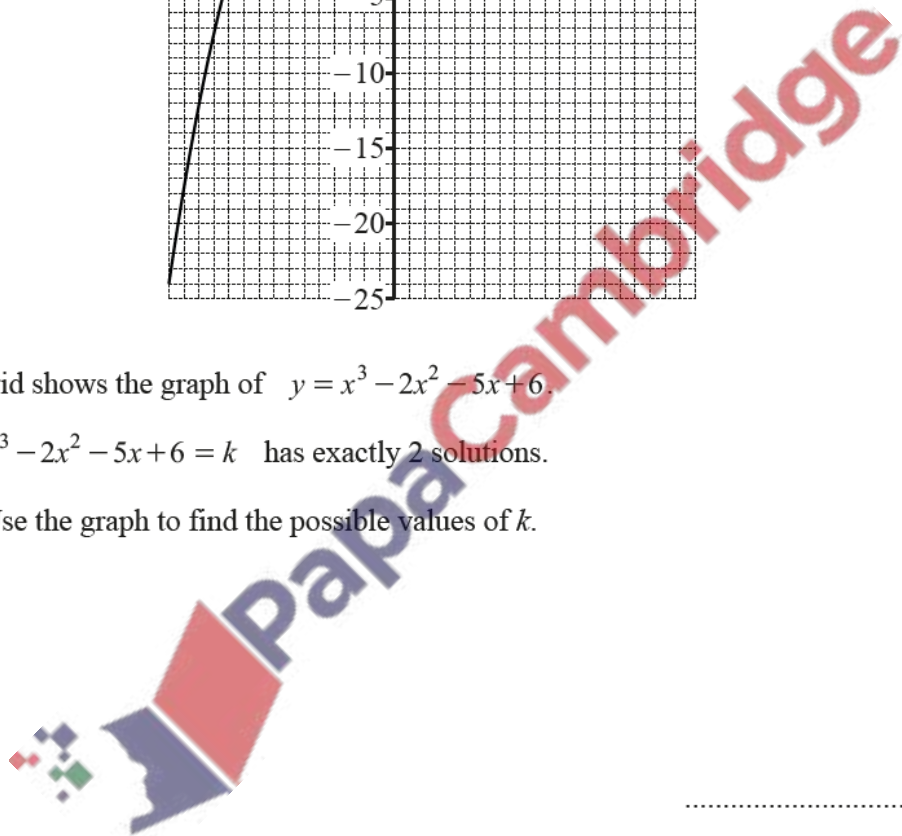 −10
−15
−20
−25
id shows the graph of y = x³ − 2x² − 5x + 6.
³ − 2x² − 5x + 6 = k has exactly 2 solutions.
se the graph to find the possible values of k.
PapaCambridge